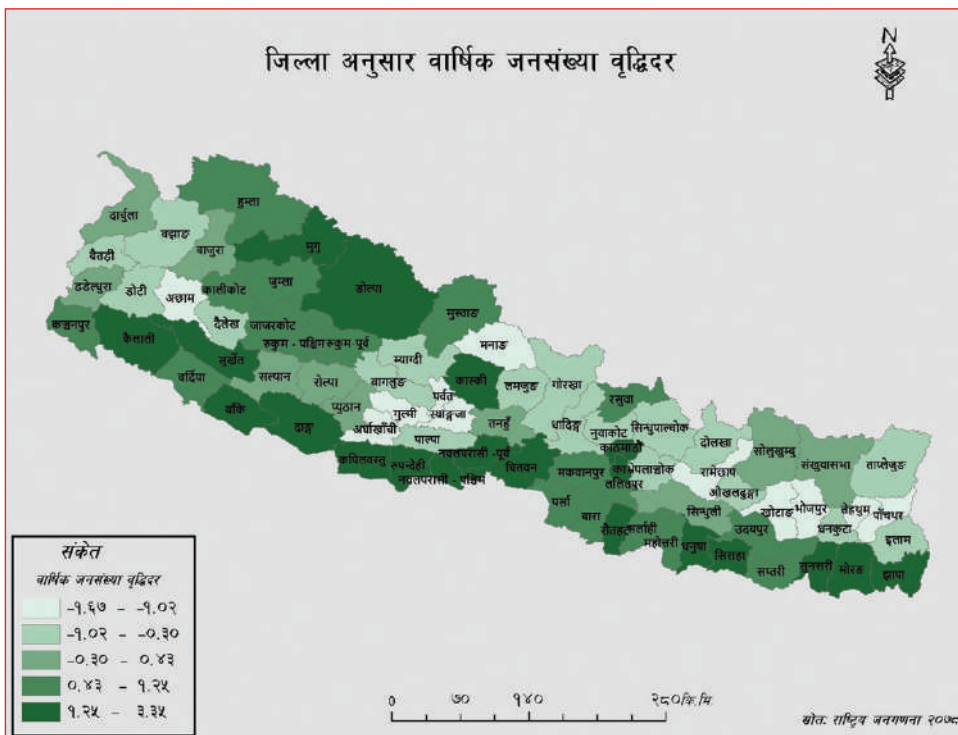 जिल्ला अनुसार वार्षिक जनसंख्या वृद्धिदर
N
हुम्ला
दार्चुला
बझाङ
बाजुरा
मुगु
बैतडी
डडेल्धुरा
डोटी
अछाम
कालीकोट
जुम्ला
डोल्पा
मुस्ताङ
कञ्चनपुर
कैलाली
दैलेख
जाजरकोट
रुकुम - पश्चिम
रुकुम-पूर्व
सुर्खेत
बर्दिया
सल्यान
रोल्पा
म्याग्दी
मनाङ
बाँके
दाङ्ग
प्यूठान
बागलुङ
पर्वत
कास्की
लमजुङ
गोरखा
गुल्मी
स्याङ्गजा
अर्घाखाँची
पाल्पा
तनहुँ
धादिङ्ग
रसुवा
नुवाकोट
सिन्धुपाल्चोक
काठमाडौं
काभ्रेपलाञ्चोक
ललितपुर
दोलखा
रामेछाप
सोलुखुम्बु
संखुवासभा
ताप्लेजुङ
कपिलवस्तु
रुपन्देही
नवलपरासी -पूर्व
नवलपरासी - पश्चिम
चितवन
मकवानपुर
पर्सा
बारा
रौतहट
सर्लाही
महोत्तरी
धनुषा
सिराहा
सिन्धुली
ओखलढुङ्गा
उदयपुर
खोटाङ
भोजपुर
तेह्रथुम
पाँचथर
धनकुटा
इलाम
सप्तरी
सुनसरी
मोरङ
झापा
संकेत
वार्षिक जनसंख्या वृद्धिदर
-१.६७ - -१.०२
-१.०२ - -०.३०
-०.३० - ०.४३
०.४३ - १.२५
१.२५ - ३.३५
० ७० १४० २८०कि.मि.
स्रोतः राष्ट्रिय जनगणना २०७८